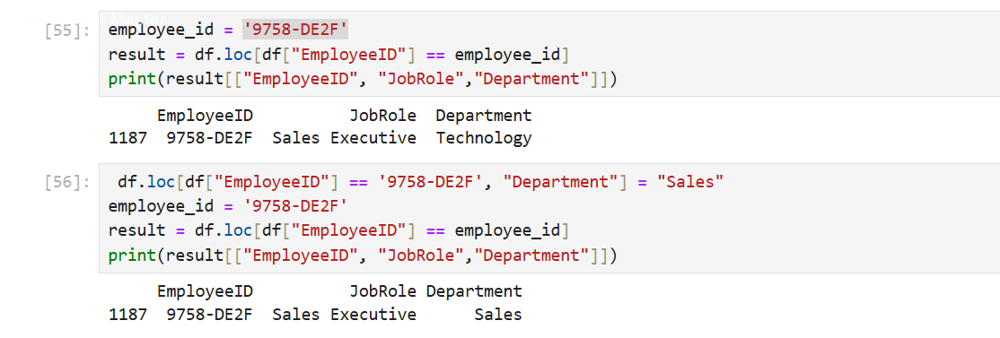 Master
[55]: employee_id = '9758-DE2F'
result = df.loc[df["EmployeeID"] == employee_id]
print(result[["EmployeeID", "JobRole","Department"]])
EmployeeID JobRole Department
1187 9758-DE2F Sales Executive Technology
[56]: df.loc[df["EmployeeID"] == '9758-DE2F', "Department"] = "Sales"
employee_id = '9758-DE2F'
result = df.loc[df["EmployeeID"] == employee_id]
print(result[["EmployeeID", "JobRole","Department"]])
EmployeeID JobRole Department
1187 9758-DE2F Sales Executive Sales